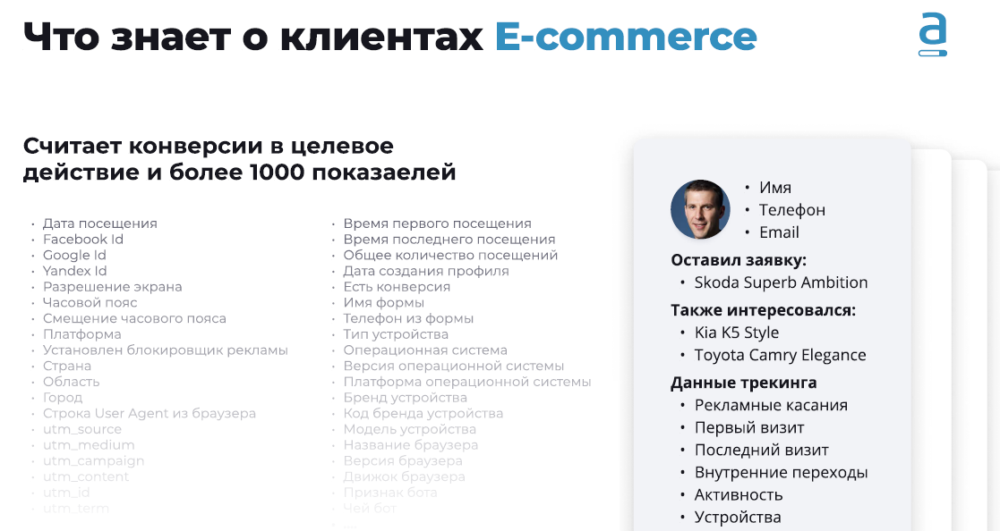 Что знает о клиентах E-commerce
a
Считает конверсии в целевое
действие и более 1000 показаелей
• Дата посещения
• Facebook Id
• Google Id
• Yandex Id
• Разрешение экрана
• Часовой пояс
• Смещение часового пояса
• Платформа
• Установлен блокировщик рекламы
• Страна
• Область
• Город
• Строка User Agent из браузера
• utm_source
• utm_medium
• utm_campaign
• utm_content
• utm_id
• utm_term
• Время первого посещения
• Время последнего посещения
• Общее количество посещений
• Дата создания профиля
• Есть конверсия
• Имя формы
• Телефон из формы
• Тип устройства
• Операционная система
• Версия операционной системы
• Платформа операционной системы
• Бренд устройства
• Код бренда устройства
• Модель устройства
• Название браузера
• Версия браузера
• Движок браузера
• Признак бота
• Чей бот
• ....
• Имя
• Телефон
• Email
Оставил заявку:
• Skoda Superb Ambition
Также интересовался:
• Kia K5 Style
• Toyota Camry Elegance
Данные трекинга
• Рекламные касания
• Первый визит
• Последний визит
• Внутренние переходы
• Активность
• Устройства